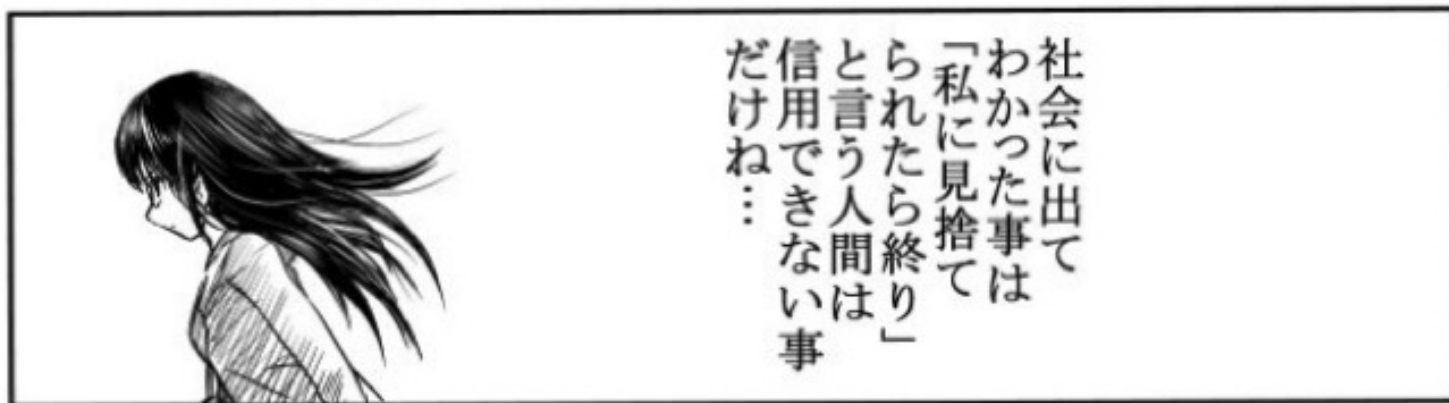 社会に出て
わかった事は
「私に見捨て
られたら終り」
と言う人間は
信用できない事
だけね…